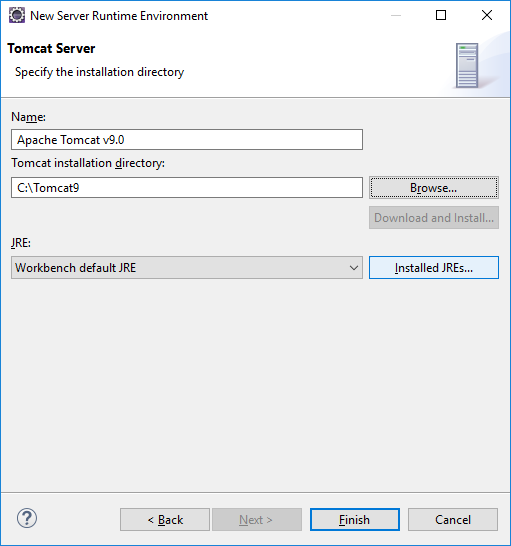 New Server Runtime Environment
Tomcat Server
Specify the installation directory
Name:
Apache Tomcat v9.0
Tomcat installation directory:
C:\Tomcat9
Browse...
Download and Install...
JRE:
Workbench default JRE
Installed JREs...
?
< Back
Next >
Finish
Cancel